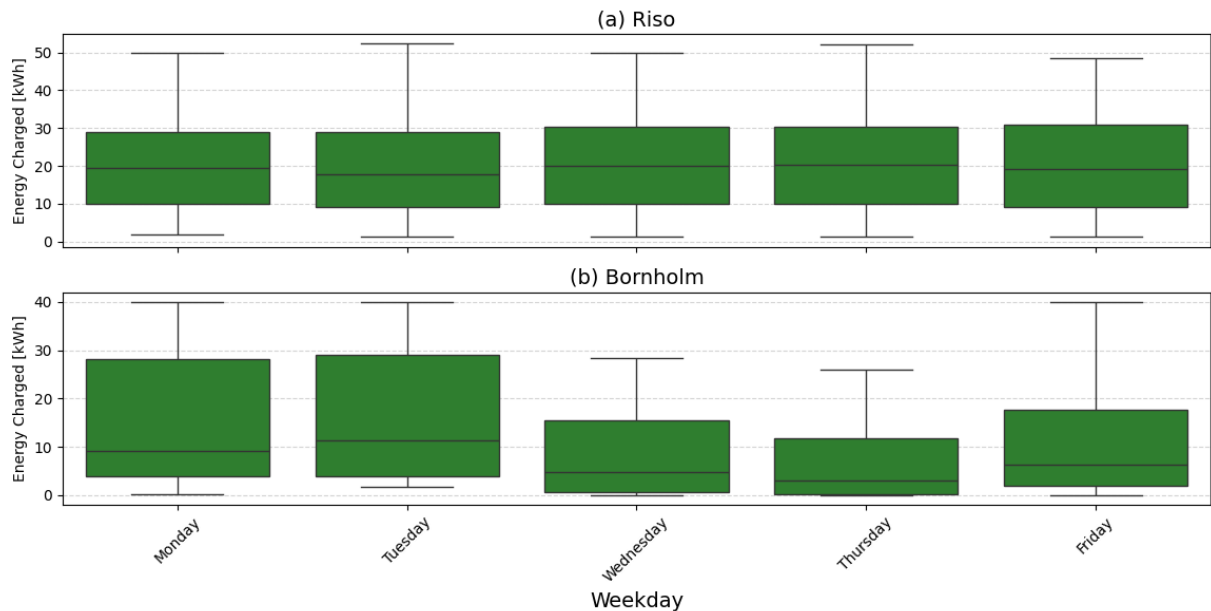 (a) Riso
Energy Charged [kWh]
50
40
30
20
10
0
(b) Bornholm
Energy Charged [kWh]
40
30
20
10
0
Monday
Tuesday
Wednesday
Thursday
Friday
Weekday